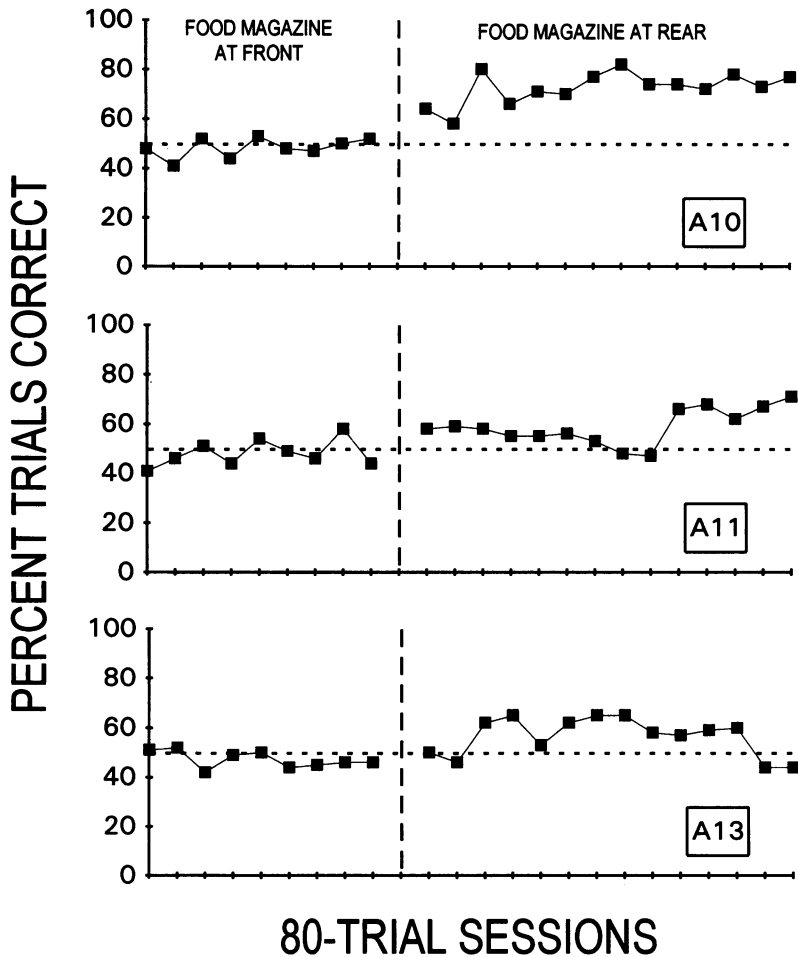 PERCENT TRIALS CORRECT
100
80
60
40
20
0
FOOD MAGAZINE
AT FRONT
FOOD MAGAZINE AT REAR
A10
100
80
60
40
20
0
A11
100
80
60
40
20
0
A13
80-TRIAL SESSIONS